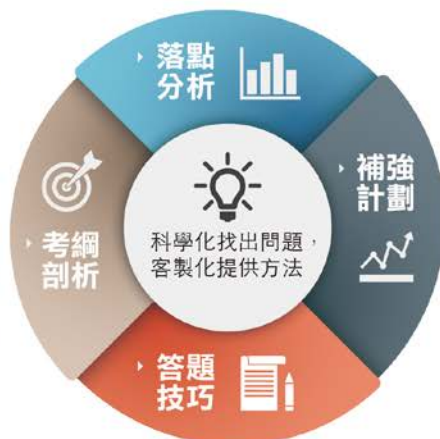 落點
分析
補強
計劃
科學化找出問題，
客製化提供方法
考綱
剖析
答題
技巧